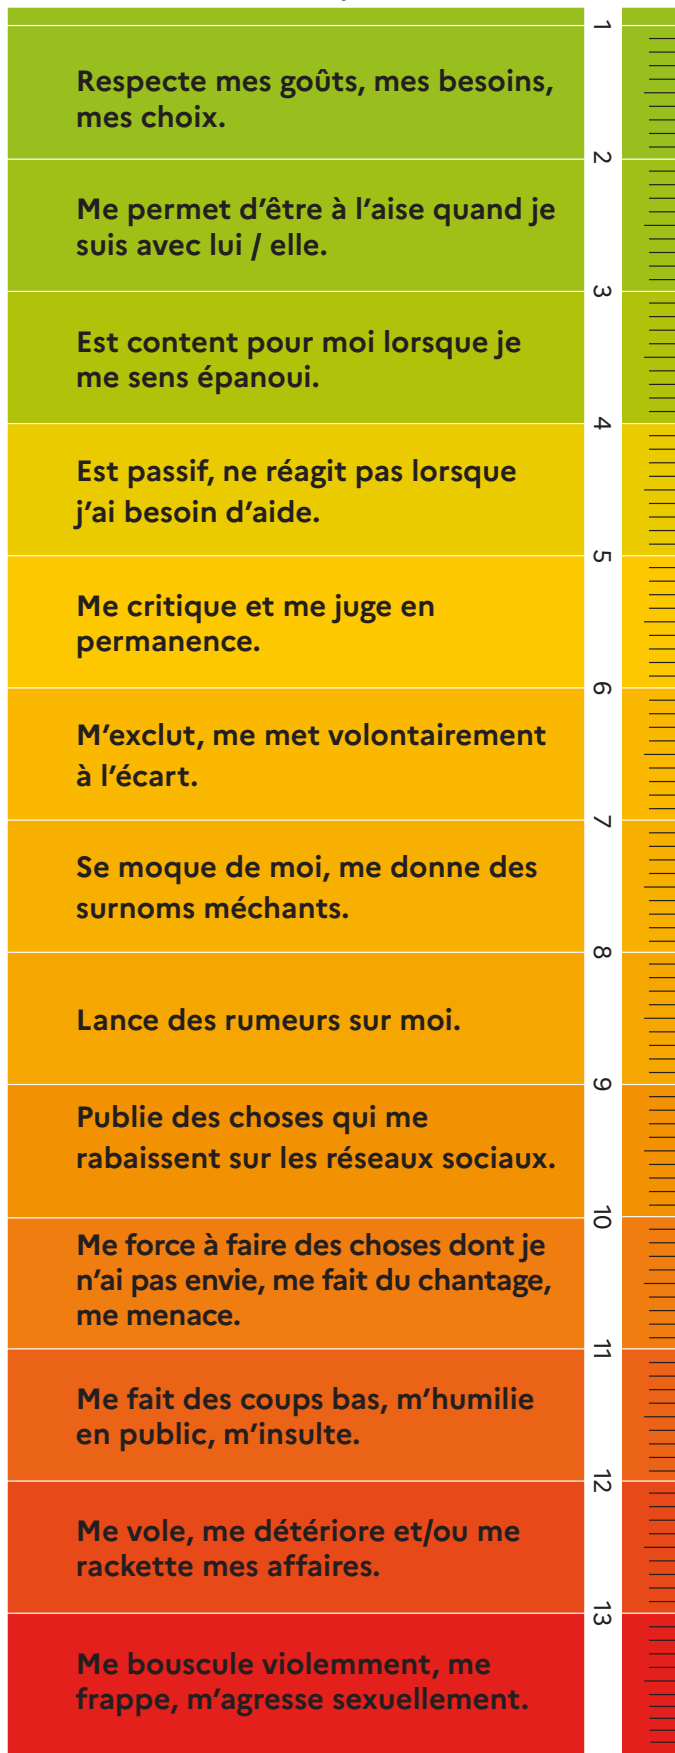 1
Respecte mes goûts, mes besoins,
mes choix.
2
Me permet d'être à l'aise quand je
suis avec lui / elle.
3
Est content pour moi lorsque je
me sens épanoui.
4
Est passif, ne réagit pas lorsque
j'ai besoin d'aide.
5
Me critique et me juge en
permanence.
6
M'exclut, me met volontairement
à l'écart.
7
Se moque de moi, me donne des
surnoms méchants.
8
Lance des rumeurs sur moi.
9
Publie des choses qui me
rabaissent sur les réseaux sociaux.
10
Me force à faire des choses dont je
n'ai pas envie, me fait du chantage,
me menace.
11
Me fait des coups bas, m'humilie
en public, m'insulte.
12
Me vole, me détériore et/ou me
rackette mes affaires.
13
Me bouscule violemment, me
frappe, m'agresse sexuellement.